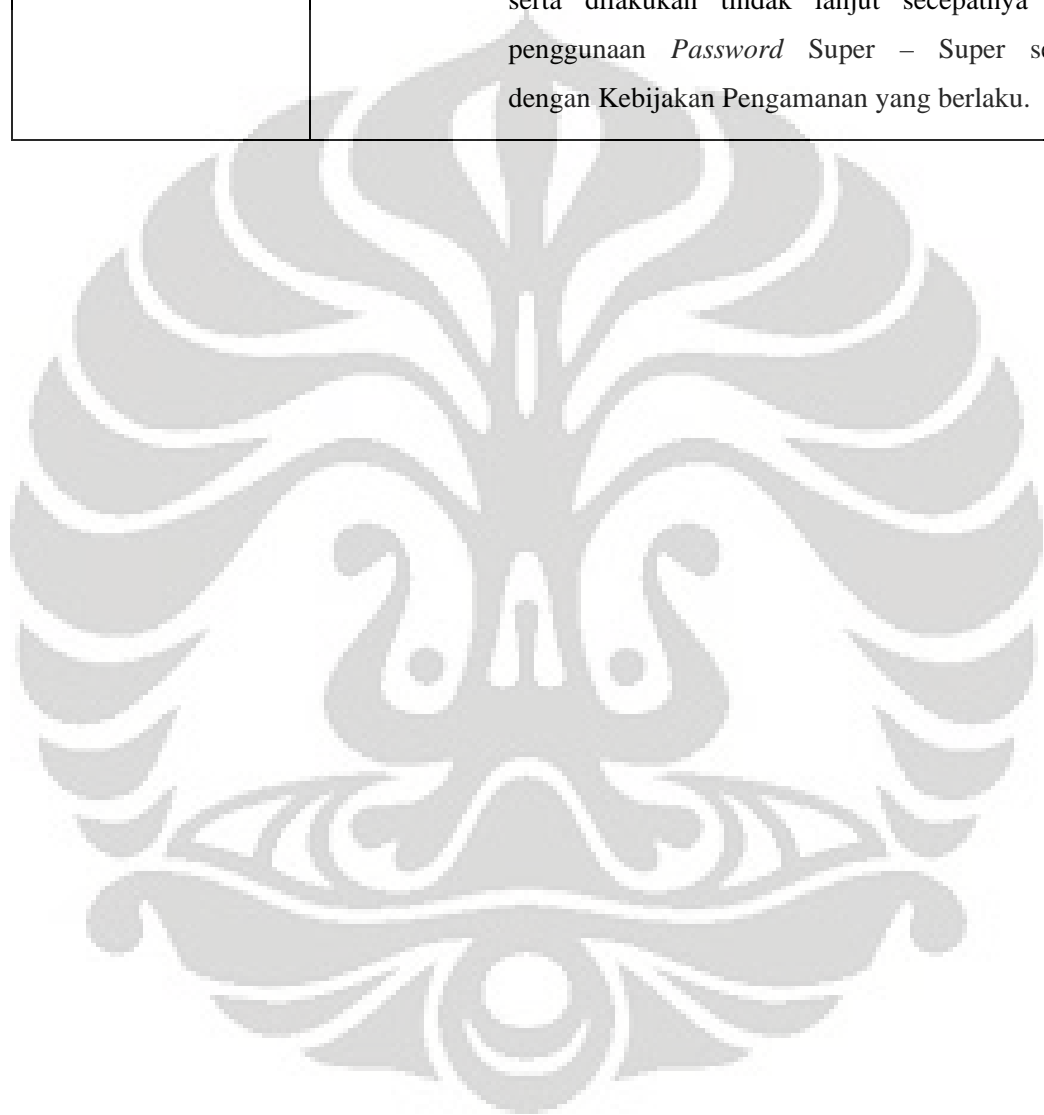 serta dilakukan tindak lanjut secepatnya
penggunaan Password Super – Super
dengan Kebijakan Pengamanan yang berlaku.